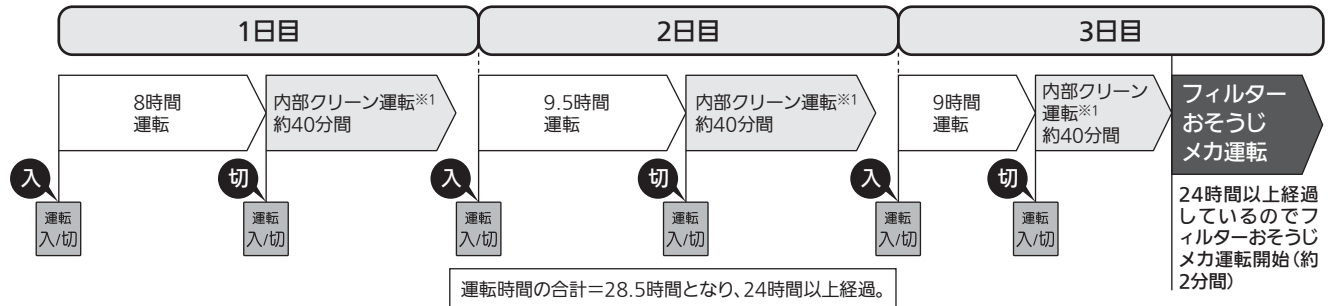 1日目
2日目
3日目
8時間
運転
内部クリーン運転※1
約40分間
9.5時間
運転
内部クリーン運転※1
約40分間
9時間
運転
内部クリーン
運転※1
約40分間
フィルター
おそうじ
メカ運転
入
切
入
切
入
切
運転
入/切
運転
入/切
運転
入/切
運転
入/切
運転
入/切
運転
入/切
24時間以上経過
しているのでフ
ィルターおそうじ
メカ運転開始(約
2分間)
運転時間の合計=28.5時間となり、24時間以上経過。